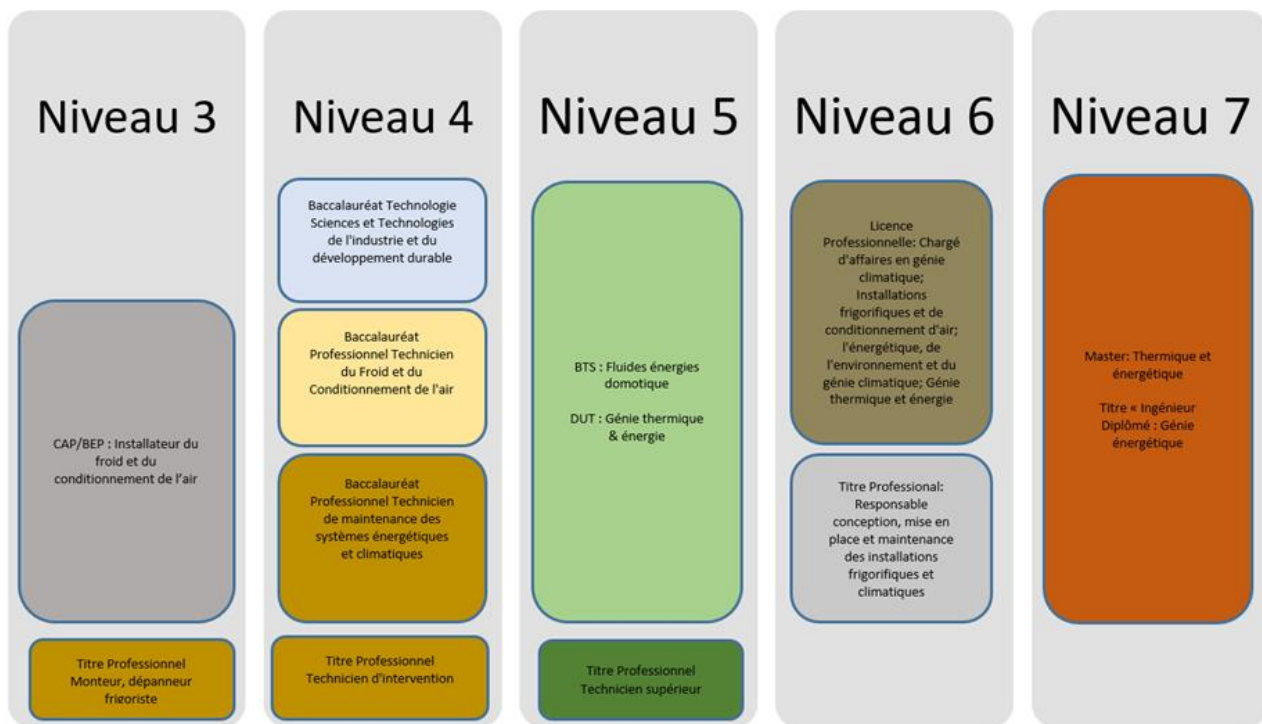 Niveau 3
CAP/BEP : Installateur du
froid et du
conditionnement de l'air
Titre Professionnel
Monteur, dépanneur
frigoriste
Niveau 4
Baccalauréat Technologie
Sciences et Technologies
de l'industrie et du
développement durable
Baccalauréat
Professionnel Technicien
du Froid et du
Conditionnement de l'air
Baccalauréat
Professionnel Technicien
de maintenance des
systèmes énergétiques
et climatiques
Titre Professionnel
Technicien d'intervention
Niveau 5
BTS : Fluides énergies
domotique
DUT : Génie thermique
& énergie
Titre Professionnel
Technicien supérieur
Niveau 6
Licence
Professionnelle: Chargé
d'affaires en génie
climatique;
Installations
frigorifiques et de
conditionnement d'air;
l'énergétique, de
l'environnement et du
génie climatique; Génie
thermique et énergie
Titre Professional:
Responsable
conception, mise en
place et maintenance
des installations
frigorifiques et
climatiques
Niveau 7
Master: Thermique et
énergétique
Titre « Ingénieur
Diplômé : Génie
énergétique